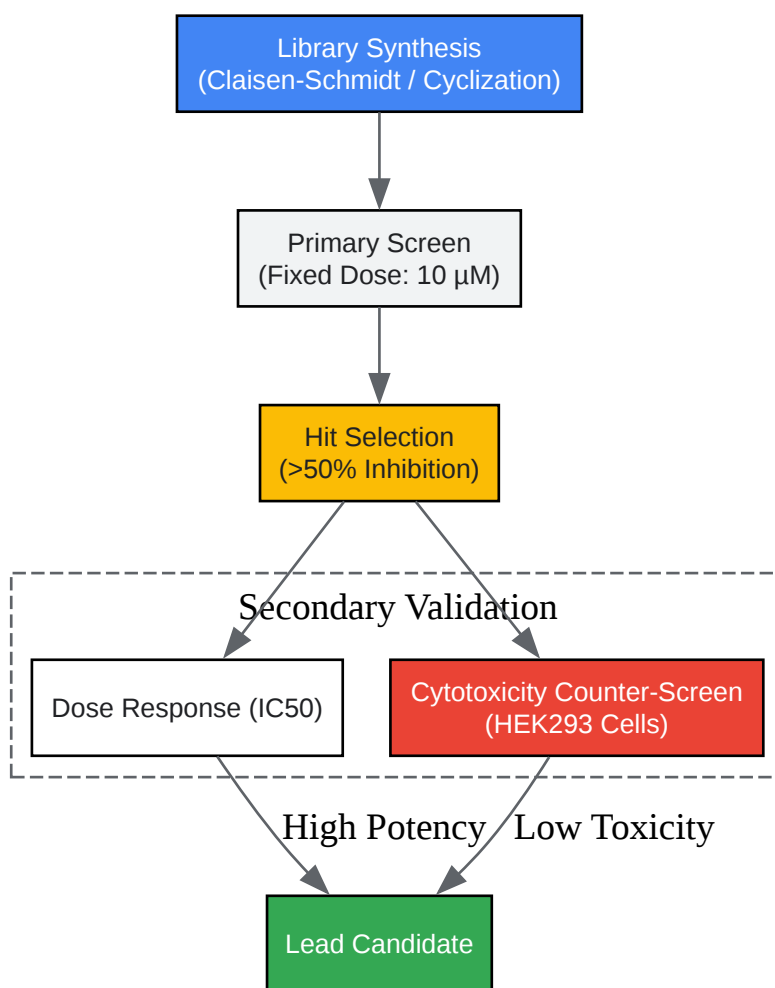 Library Synthesis
(Claisen-Schmidt / Cyclization)
Primary Screen
(Fixed Dose: 10 µM)
Hit Selection
(>50% Inhibition)
Secondary Validation
Dose Response (IC50)
Cytotoxicity Counter-Screen
(HEK293 Cells)
High Potency
Low Toxicity
Lead Candidate